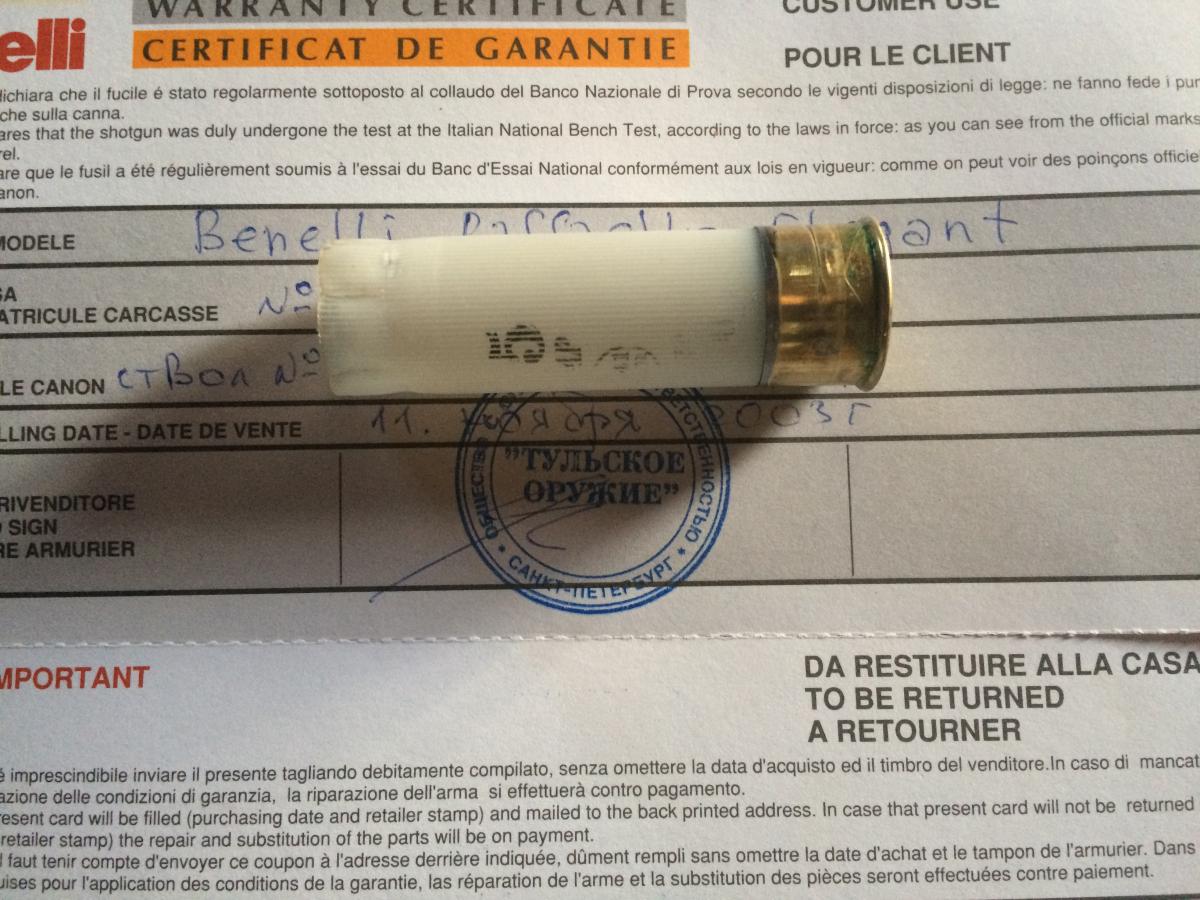 WARRANTY CERTIFICATE
CUSTOMER USE
elli
CERTIFICAT DE GARANTIE
POUR LE CLIENT
dichiara che il fucile é stato regolarmente sottoposto al collaudo del Banco Nazionale di Prova secondo le vigenti disposizioni di legge: ne fanno fede i pun
che sulla canna.
ares that the shotgun was duly undergone the test at the Italian National Bench Test, according to the laws in force: as you can see from the official marks
rel.
are que le fusil a été régulièrement soumis à l'essai du Banc d'Essai National conformément aux lois en vigueur: comme on peut voir des poinçons officie
anon.
MODELE Benelli
SA
ATRICULE CARCASSE Nº
5
LE CANON ствол Nº
LLING DATE - DATE DE VENTE 11. ноября 2003 г
ОБЩЕСТВО ВЕТСТВЕННОСТЬЮ
"ТУЛЬСКОЕ
ОРУЖИЕ"
* САНКТ-ПЕТЕРБУРГ *
RIVENDITORE
SIGN
RE ARMURIER
MPORTANT
DA RESTITUIRE ALLA CASA
TO BE RETURNED
A RETOURNER
é imprescindibile inviare il presente tagliando debitamente compilato, senza omettere la data d'acquisto ed il timbro del venditore.In caso di mancat
azione delle condizioni di garanzia, la riparazione dell'arma si effettuerà contro pagamento.
resent card will be filled (purchasing date and retailer stamp) and mailed to the back printed address. In case that present card will not be returned
retailer stamp) the repair and substitution of the parts will be on payment.
l faut tenir compte d'envoyer ce coupon à l'adresse derrière indiquée, dûment rempli sans omettre la date d'achat et le tampon de l'armurier. Dans
uises pour l'application des conditions de la garantie, las réparation de l'arme et la substitution des pièces seront effectuées contre paiement.